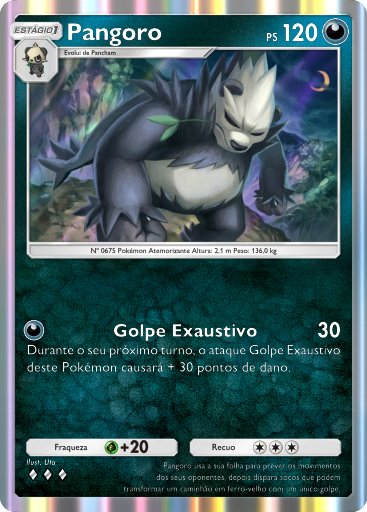 ESTÁGIO 1
Pangoro
PS 120
Evolui de Pancham
Nº 0675 Pokémon Atemorizante Altura: 2,1 m Peso: 136,0 kg
Golpe Exaustivo 30
Durante o seu próximo turno, o ataque Golpe Exaustivo
deste Pokémon causará + 30 pontos de dano.
Fraqueza +20
Recuo
Ilust. Uta
Pangoro usa a sua folha para prever os movimentos
dos seus oponentes, depois dispara socos que podem
transformar um caminhão em ferro-velho com um único golpe.